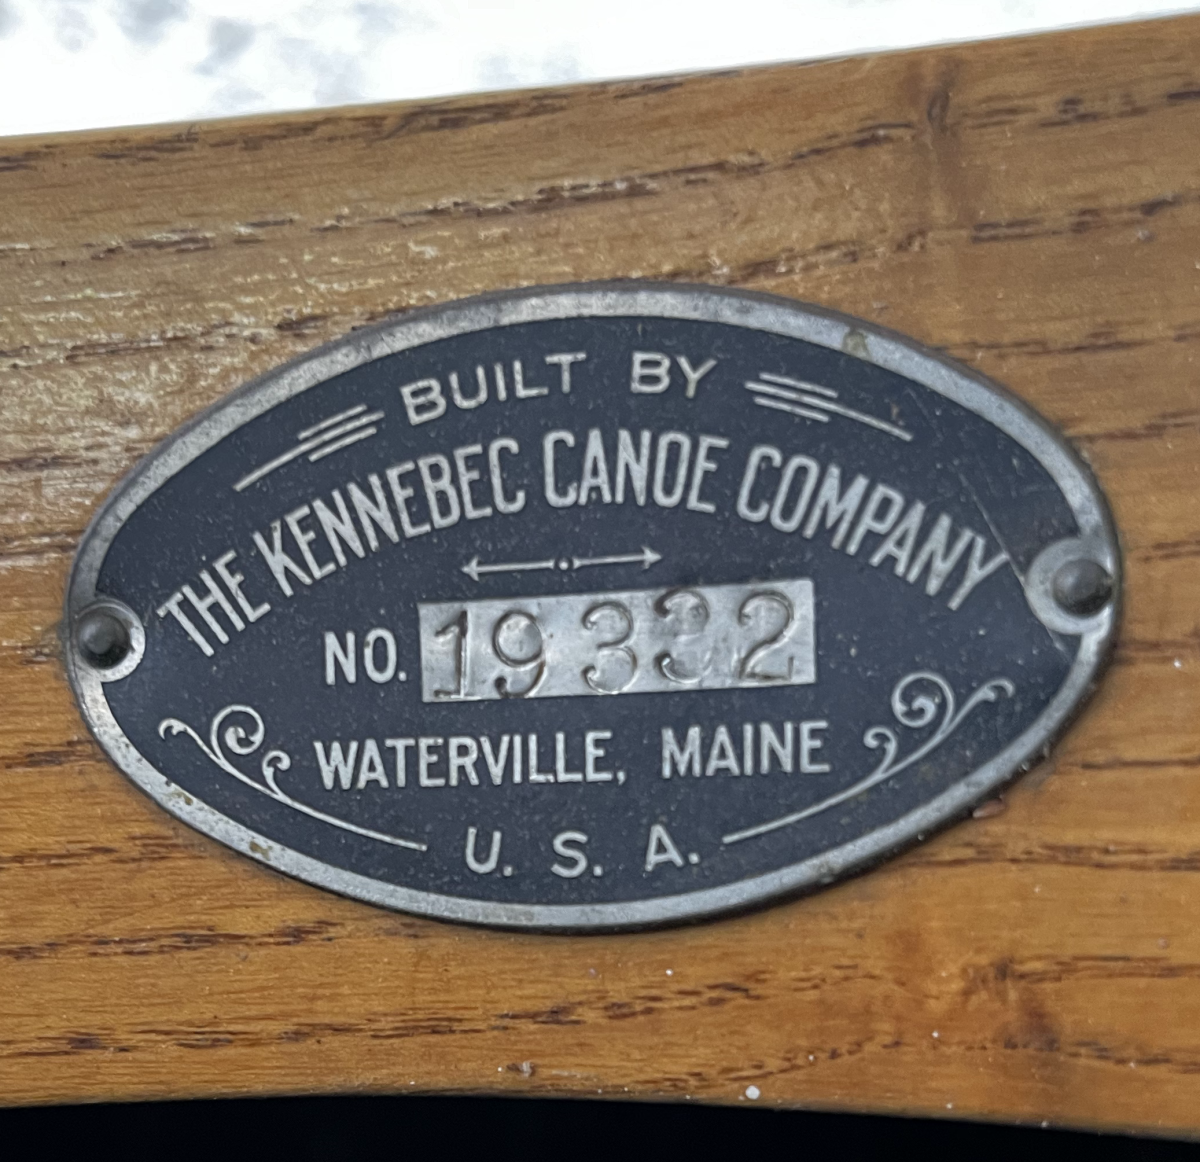 BUILT BY
THE KENNEBEC CANOE COMPANY
NO. 19332
WATERVILLE, MAINE
U. S. A.